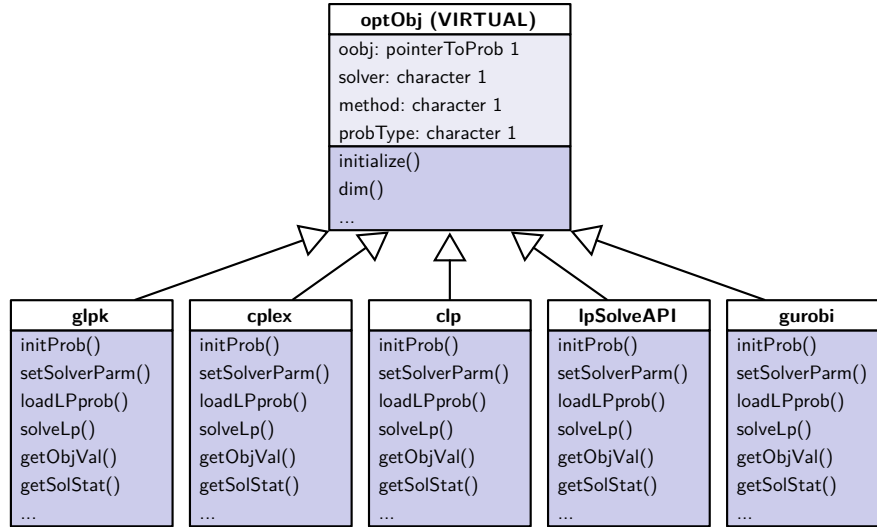 optObj (VIRTUAL)
oobj: pointerToProb 1
solver: character 1
method: character 1
probType: character 1
initialize()
dim()
...
glpk
initProb()
setSolverParm()
loadLPprob()
solveLp()
getObjVal()
getSolStat()
...
cplex
initProb()
setSolverParm()
loadLPprob()
solveLp()
getObjVal()
getSolStat()
...
clp
initProb()
setSolverParm()
loadLPprob()
solveLp()
getObjVal()
getSolStat()
...
lpSolveAPI
initProb()
setSolverParm()
loadLPprob()
solveLp()
getObjVal()
getSolStat()
...
gurobi
initProb()
setSolverParm()
loadLPprob()
solveLp()
getObjVal()
getSolStat()
...